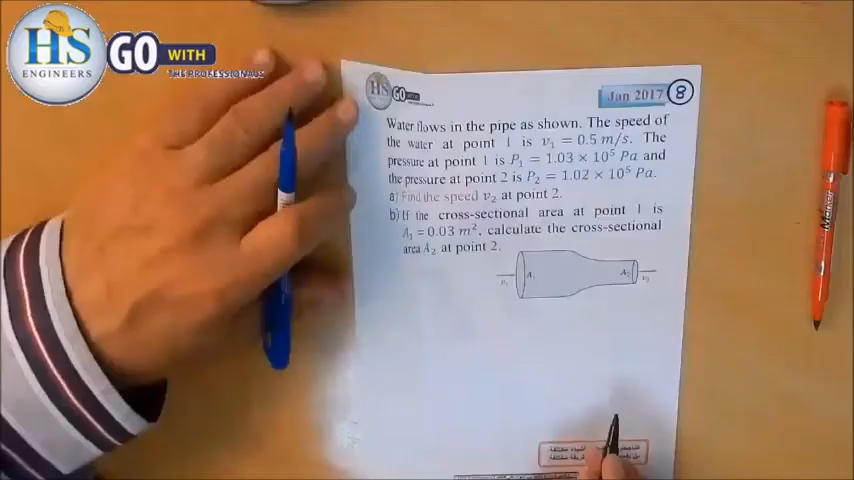 HS
ENGINEERS
GO WITH
THE PROFESSIONALS
HS GO
Jan 2017
8
Water flows in the pipe as shown. The speed of
the water at point 1 is v₁ = 0.5 m/s. The
pressure at point 1 is P₁ = 1.03 × 10⁵ Pa and
the pressure at point 2 is P₂ = 1.02 × 10⁵ Pa.
a) Find the speed v₂ at point 2.
b) If the cross-sectional area at point 1 is
A₁ = 0.03 m², calculate the cross-sectional
area A₂ at point 2.
v₁ A₁ A₂ v₂